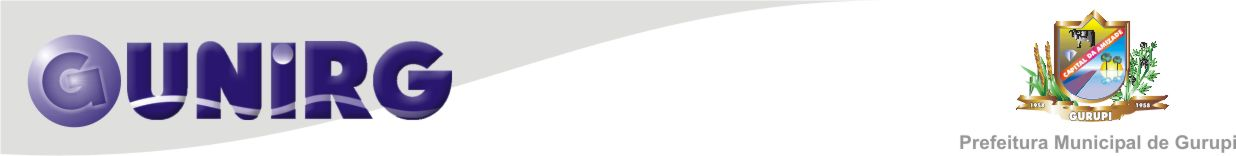 G UNIRG
CAPITAL DA AMIZADE
1958 1958
GURUPI
Prefeitura Municipal de Gurupi